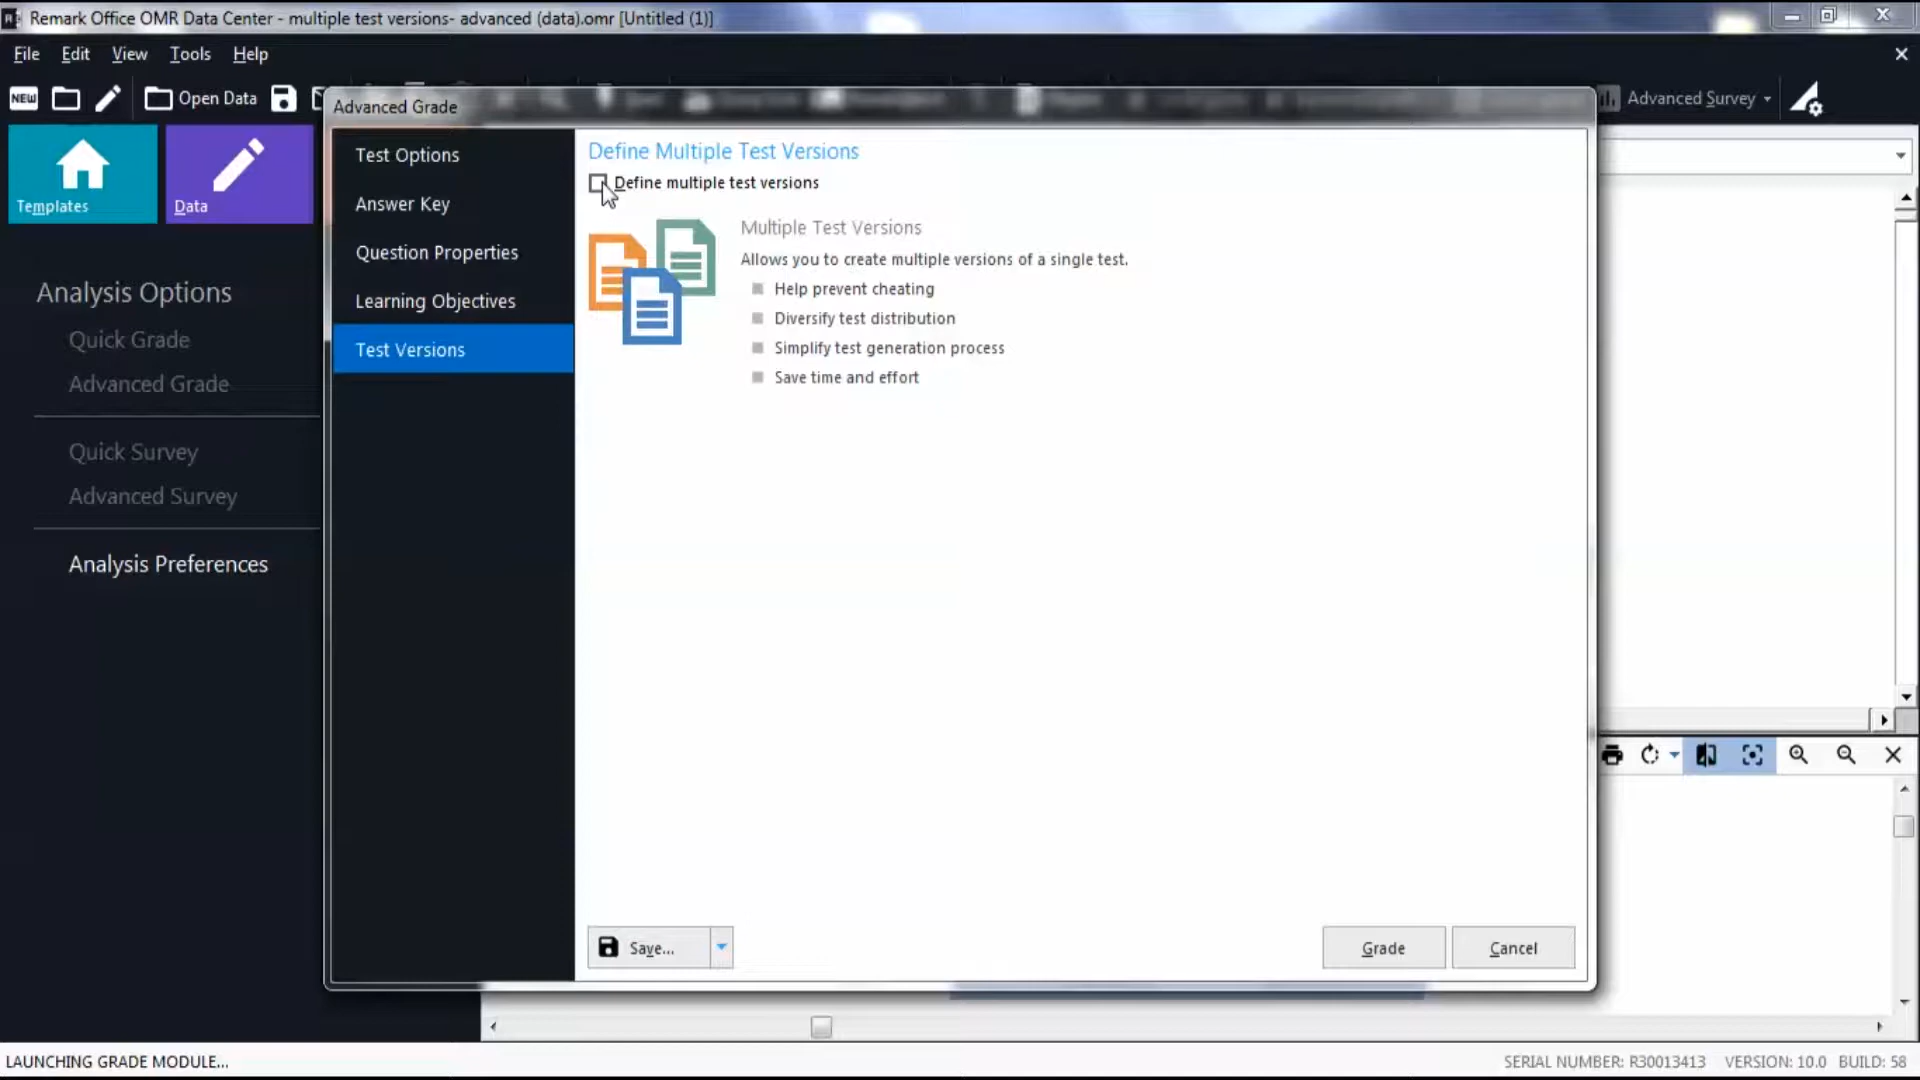 Remark Office OMR Data Center - multiple test versions- advanced (data).omr [Untitled (1)]
File Edit View Tools Help
NEW Open Data Advanced Survey
Advanced Grade
Templates Data
Test Options
Answer Key
Question Properties
Learning Objectives
Test Versions
Define Multiple Test Versions
Define multiple test versions
Multiple Test Versions
Allows you to create multiple versions of a single test.
Help prevent cheating
Diversify test distribution
Simplify test generation process
Save time and effort
Analysis Options
Quick Grade
Advanced Grade
Quick Survey
Advanced Survey
Analysis Preferences
Save... Grade Cancel
LAUNCHING GRADE MODULE... SERIAL NUMBER: R30013413 VERSION: 10.0 BUILD: 58